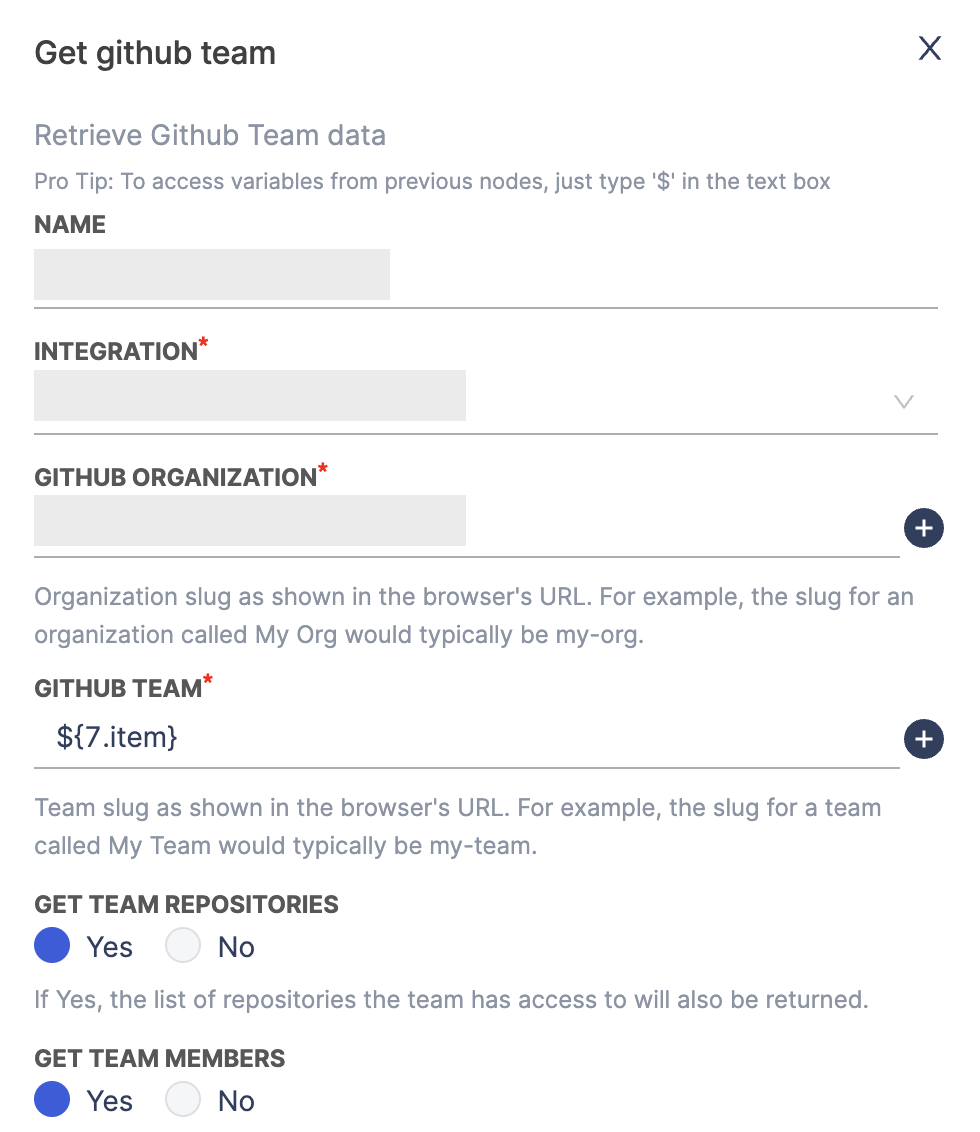 Get github team
X
Retrieve Github Team data
Pro Tip: To access variables from previous nodes, just type '$' in the text box
NAME
INTEGRATION*
GITHUB ORGANIZATION*
Organization slug as shown in the browser's URL. For example, the slug for an
organization called My Org would typically be my-org.
GITHUB TEAM*
${7.item}
Team slug as shown in the browser's URL. For example, the slug for a team
called My Team would typically be my-team.
GET TEAM REPOSITORIES
Yes No
If Yes, the list of repositories the team has access to will also be returned.
GET TEAM MEMBERS
Yes No